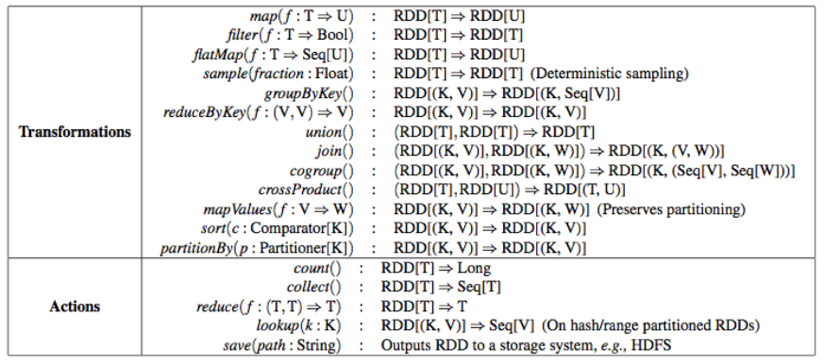 map(f : T ⇒ U) : RDD[T] ⇒ RDD[U]
filter(f : T ⇒ Bool) : RDD[T] ⇒ RDD[T]
flatMap(f : T ⇒ Seq[U]) : RDD[T] ⇒ RDD[U]
sample(fraction : Float) : RDD[T] ⇒ RDD[T] (Deterministic sampling)
groupByKey() : RDD[(K, V)] ⇒ RDD[(K, Seq[V])]
reduceByKey(f : (V,V) ⇒ V) : RDD[(K, V)] ⇒ RDD[(K, V)]
Transformations union() : (RDD[T],RDD[T]) ⇒ RDD[T]
join() : (RDD[(K, V)],RDD[(K, W)]) ⇒ RDD[(K, (V, W))]
cogroup() : (RDD[(K, V)],RDD[(K, W)]) ⇒ RDD[(K, (Seq[V], Seq[W]))]
crossProduct() : (RDD[T],RDD[U]) ⇒ RDD[(T, U)]
mapValues(f : V ⇒ W) : RDD[(K, V)] ⇒ RDD[(K, W)] (Preserves partitioning)
sort(c : Comparator[K]) : RDD[(K, V)] ⇒ RDD[(K, V)]
partitionBy(p : Partitioner[K]) : RDD[(K, V)] ⇒ RDD[(K, V)]
count() : RDD[T] ⇒ Long
collect() : RDD[T] ⇒ Seq[T]
Actions reduce(f : (T,T) ⇒ T) : RDD[T] ⇒ T
lookup(k : K) : RDD[(K, V)] ⇒ Seq[V] (On hash/range partitioned RDDs)
save(path : String) : Outputs RDD to a storage system, e.g., HDFS